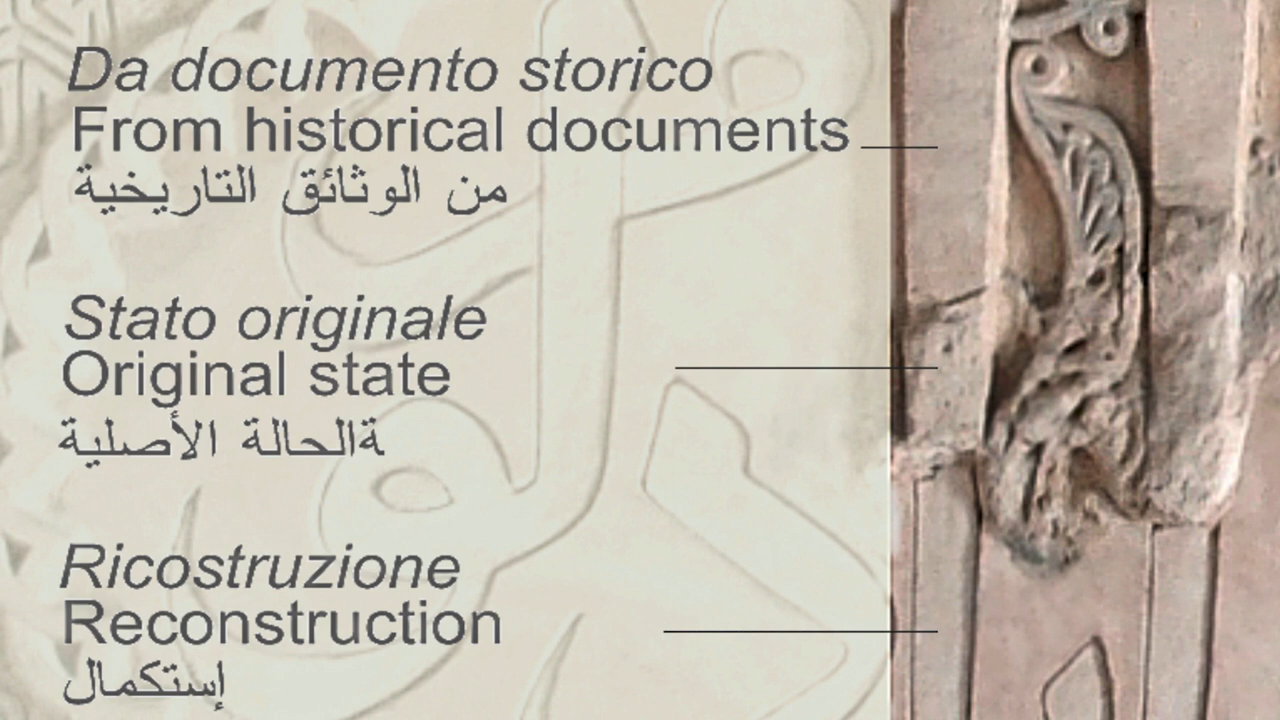 Da documento storico
From historical documents
من الوثائق التاريخية
Stato originale
Original state
ةالحالة الأصلية
Ricostruzione
Reconstruction
إستكمال